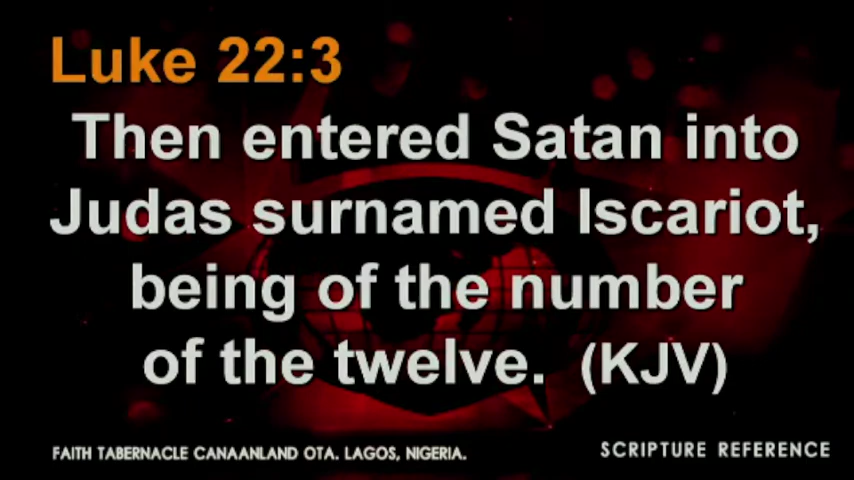 Luke 22:3
Then entered Satan into
Judas surnamed Iscariot,
being of the number
of the twelve. (KJV)
FAITH TABERNACLE CANAANLAND OTA. LAGOS, NIGERIA.
SCRIPTURE REFERENCE